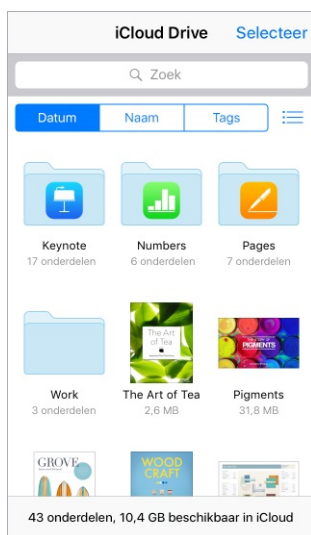 iCloud Drive Selecteer
Zoek
Datum Naam Tags
Keynote Numbers Pages
17 onderdelen 6 onderdelen 7 onderdelen
The Art
of Tea
PIGMENTS
Work The Art of Tea Pigments
3 onderdelen 2,6 MB 31,8 MB
GROVE WOOD
CRAFT
43 onderdelen, 10,4 GB beschikbaar in iCloud